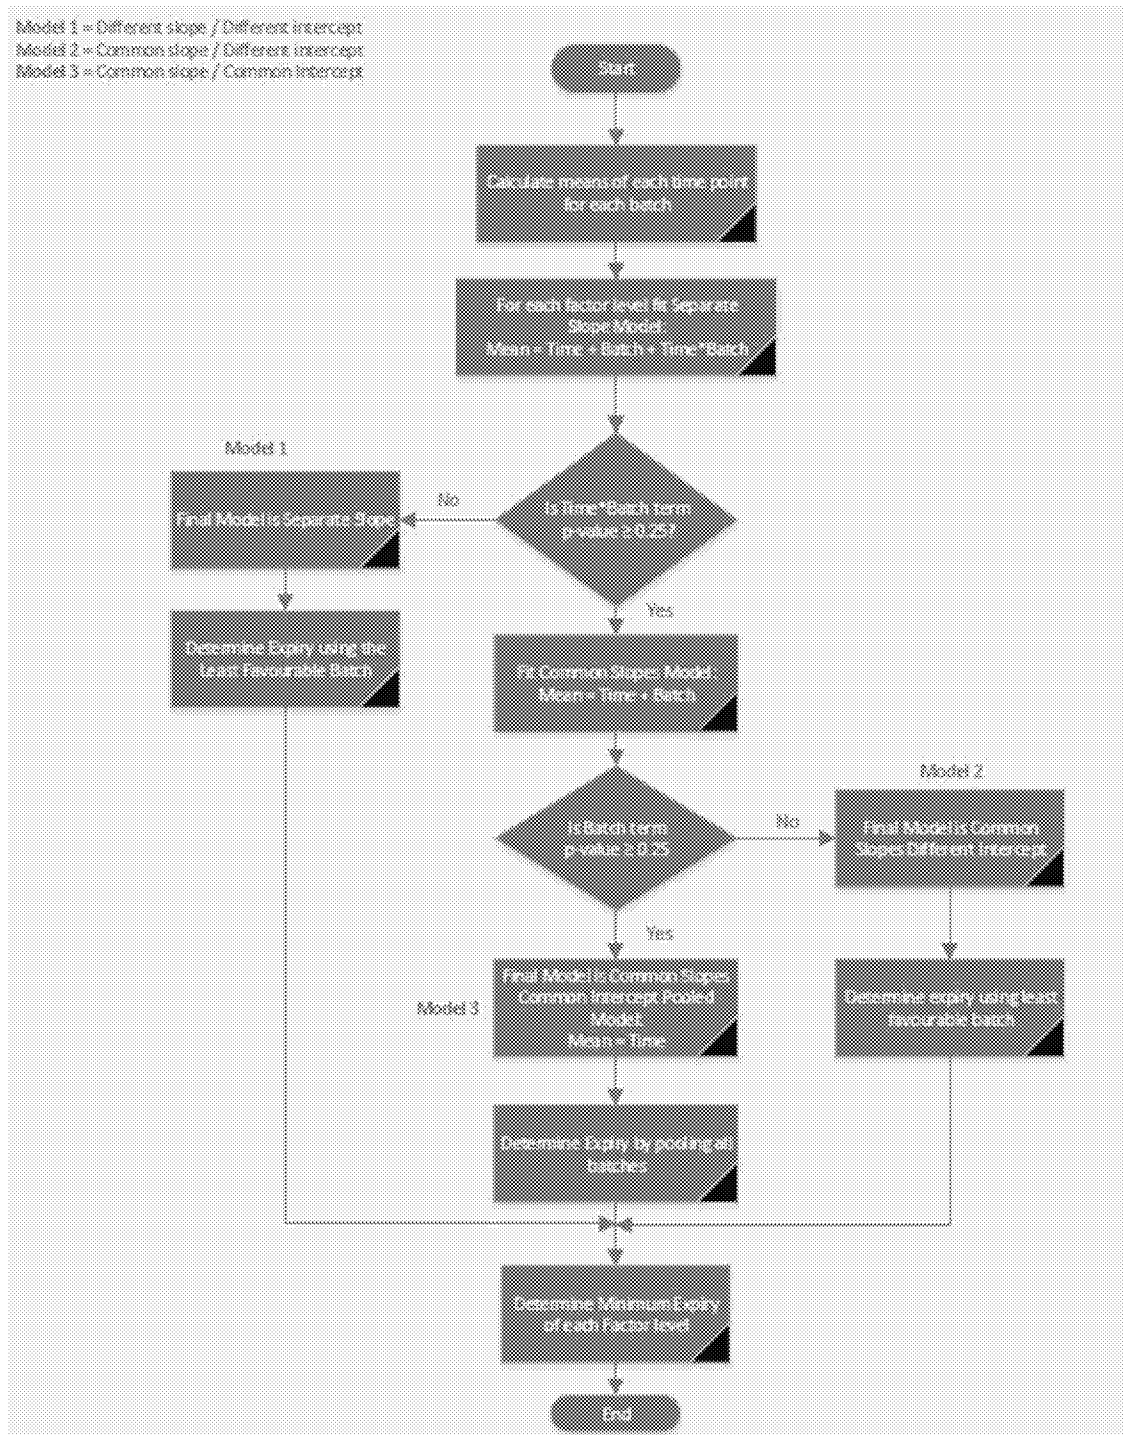 Model 1 = Different slope / Different intercept
Model 2 = Common slope / Different intercept
Model 3 = Common slope / Common Intercept
Start
Calculate means of each time point
for each batch
For each factor level fit Separate
Slope Model:
Mean = Time + Batch + Time*Batch
Is Time*Batch term
p-value ≥ 0.25?
No
Model 1
Final Model is Separate Slope
Determine Expiry using the
Least Favourable Batch
Yes
Fit Common Slopes Model:
Mean = Time + Batch
Is Batch term
p-value ≥ 0.25
No
Model 2
Final Model is Common
Slopes Different Intercept
Determine expiry using least
favourable batch
Yes
Model 3
Final Model is Common Slopes
Common Intercept Pooled
Model:
Mean = Time
Determine Expiry by pooling all
batches
Determine Minimum Expiry
of each Factor level
End